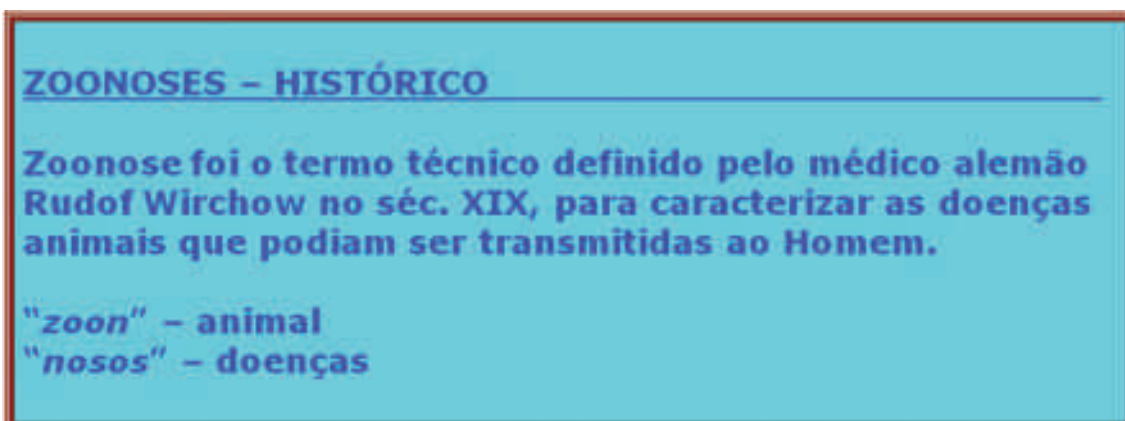 ZOONOSES – HISTÓRICO
Zoonose foi o termo técnico definido pelo médico alemão
Rudof Wirchow no séc. XIX, para caracterizar as doenças
animais que podiam ser transmitidas ao Homem.
"zoon" – animal
"nosos" – doenças